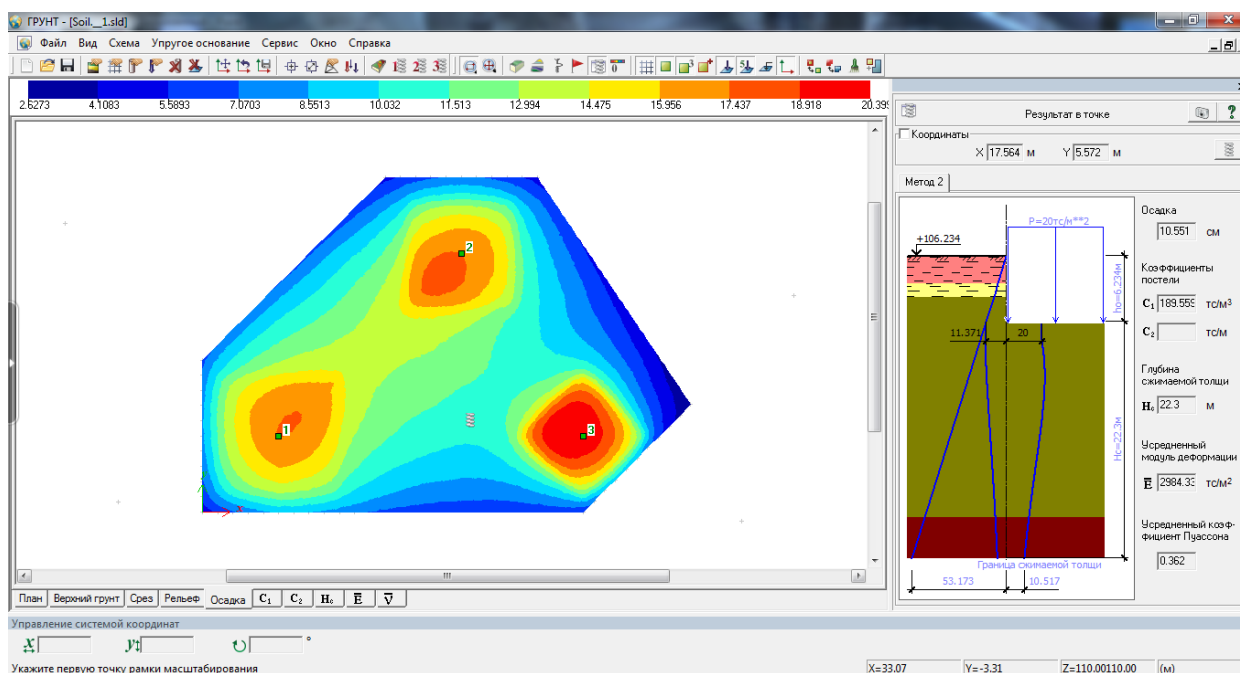 ГРУНТ - [Soil.__1.sld]
Файл Вид Схема Упругое основание Сервис Окно Справка
2.6273 4.1083 5.5893 7.0703 8.5513 10.032 11.513 12.994 14.475 15.956 17.437 18.918 20.399
Результат в точке
Координаты
X 17.564 м Y 5.572 м
Метод 2
P=20тс/м**2
+106.234
ho=6.234м
11.371 20
Hc=22.3м
Граница сжимаемой толщи
53.173 10.517
Осадка
10.551 см
Коэффициенты
постели
C₁ 189.559 тс/м³
C₂ тс/м
Глубина
сжимаемой толщи
Hc 22.3 м
Усредненный
модуль деформации
E̅ 2984.33 тс/м²
Усредненный коэф-
фициент Пуассона
0.362
2
1
3
x
План Верхний грунт Срез Рельеф Осадка C₁ C₂ Hc E̅ V̅
Управление системой координат
X y °
Укажите первую точку рамки масштабирования
X=33.07 Y=-3.31 Z=110.00110.00 (м)